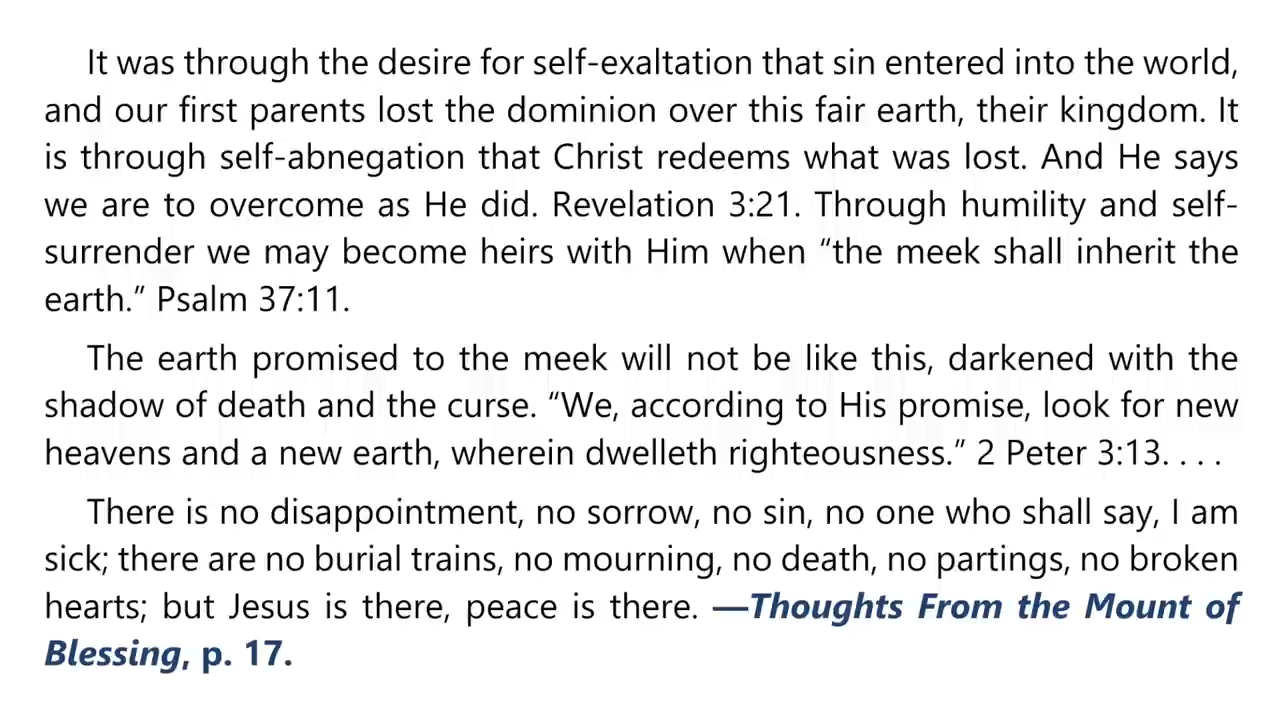 It was through the desire for self-exaltation that sin entered into the world,
and our first parents lost the dominion over this fair earth, their kingdom. It
is through self-abnegation that Christ redeems what was lost. And He says
we are to overcome as He did. Revelation 3:21. Through humility and self-
surrender we may become heirs with Him when “the meek shall inherit the
earth.” Psalm 37:11.
The earth promised to the meek will not be like this, darkened with the
shadow of death and the curse. “We, according to His promise, look for new
heavens and a new earth, wherein dwelleth righteousness.” 2 Peter 3:13. . . .
There is no disappointment, no sorrow, no sin, no one who shall say, I am
sick; there are no burial trains, no mourning, no death, no partings, no broken
hearts; but Jesus is there, peace is there. —Thoughts From the Mount of
Blessing, p. 17.